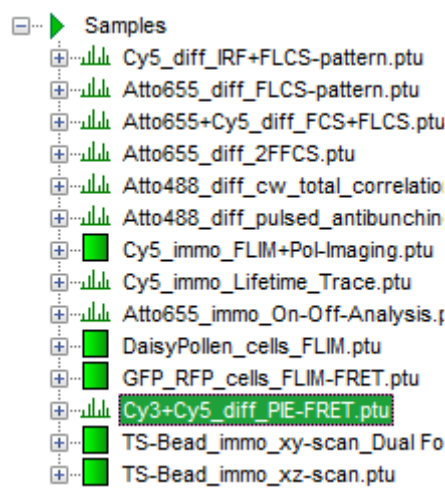 Samples
Cy5_diff_IRF+FLCS-pattern.ptu
Atto655_diff_FLCS-pattern.ptu
Atto655+Cy5_diff_FCS+FLCS.ptu
Atto655_diff_2FFCS.ptu
Atto488_diff_cw_total_correlatio
Atto488_diff_pulsed_antibunchin
Cy5_immo_FLIM+Pol-Imaging.ptu
Cy5_immo_Lifetime_Trace.ptu
Atto655_immo_On-Off-Analysis.p
DaisyPollen_cells_FLIM.ptu
GFP_RFP_cells_FLIM-FRET.ptu
Cy3+Cy5_diff_PIE-FRET.ptu
TS-Bead_immo_xy-scan_Dual Fo
TS-Bead_immo_xz-scan.ptu